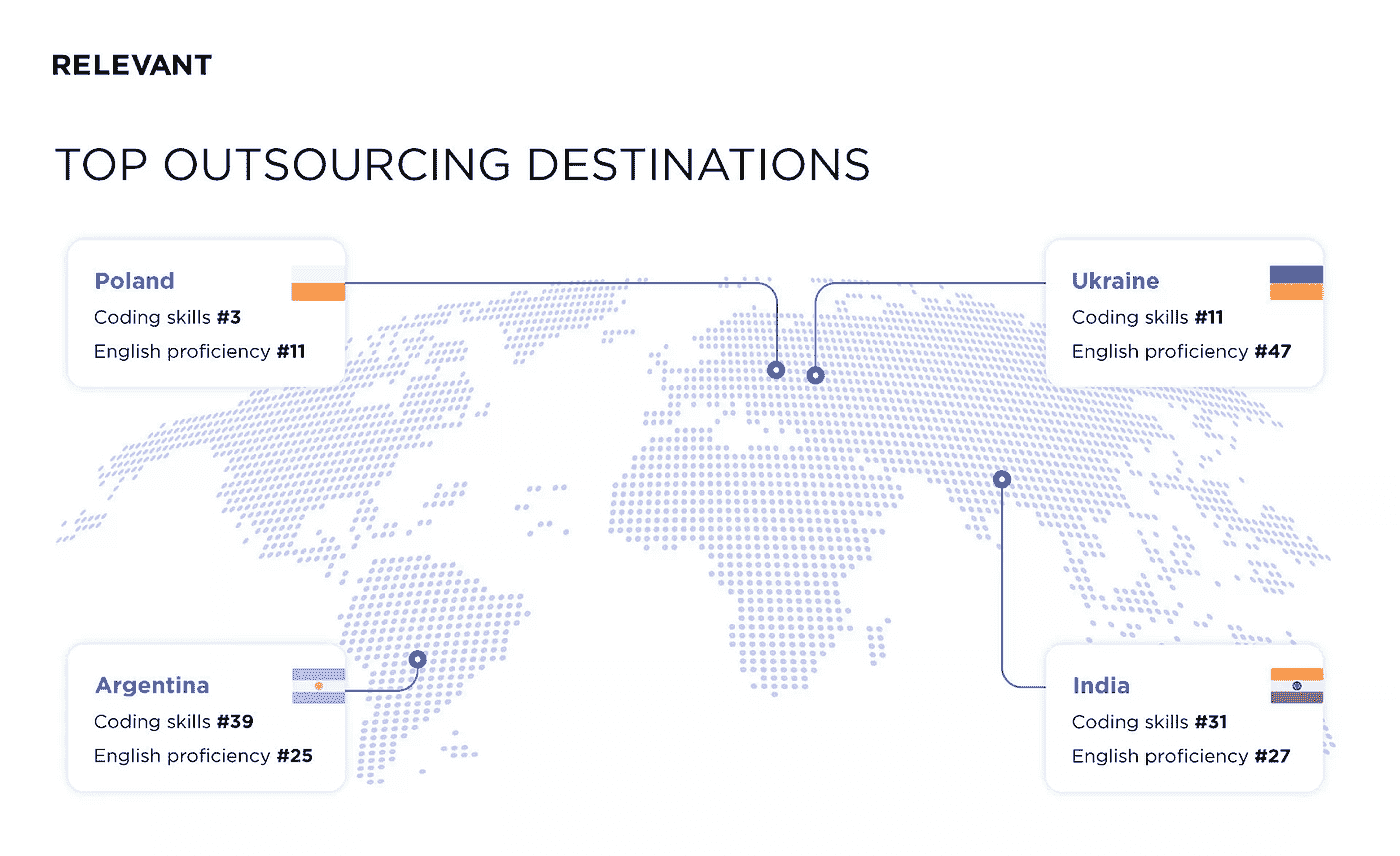 RELEVANT
TOP OUTSOURCING DESTINATIONS
Poland
Coding skills #3
English proficiency #11
Ukraine
Coding skills #11
English proficiency #47
Argentina
Coding skills #39
English proficiency #25
India
Coding skills #31
English proficiency #27